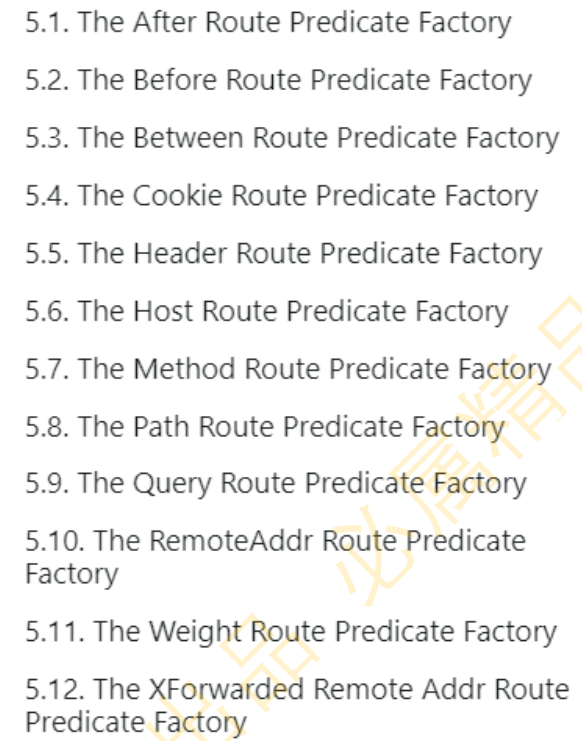 5.1. The After Route Predicate Factory
5.2. The Before Route Predicate Factory
5.3. The Between Route Predicate Factory
5.4. The Cookie Route Predicate Factory
5.5. The Header Route Predicate Factory
5.6. The Host Route Predicate Factory
5.7. The Method Route Predicate Factory
5.8. The Path Route Predicate Factory
5.9. The Query Route Predicate Factory
5.10. The RemoteAddr Route Predicate
Factory
5.11. The Weight Route Predicate Factory
5.12. The XForwarded Remote Addr Route
Predicate Factory
出品 必属精品